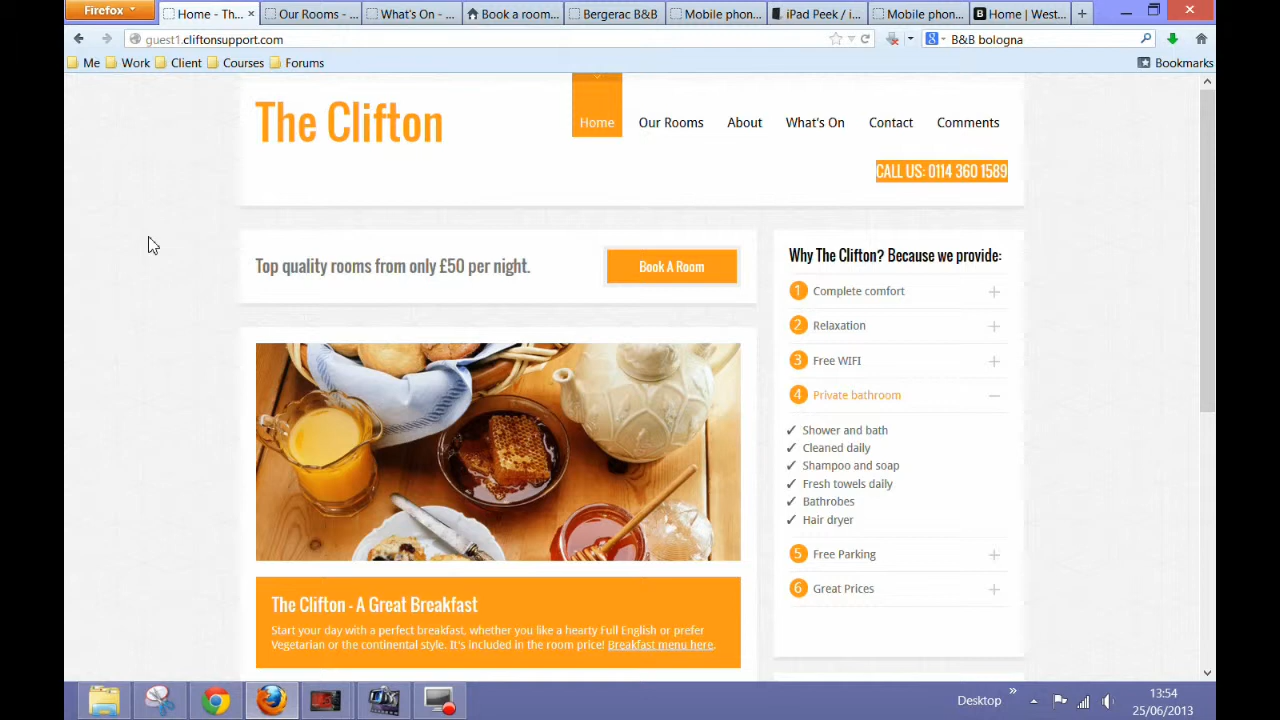 Firefox
Home - Th...
Our Rooms - ...
What's On - ...
Book a room...
Bergerac B&B
Mobile phon...
iPad Peek / i...
Mobile phon...
Home | West...
guest1.cliftonsupport.com
B&B bologna
Me
Work
Client
Courses
Forums
Bookmarks
The Clifton
Home
Our Rooms
About
What's On
Contact
Comments
CALL US: 0114 360 1589
Top quality rooms from only £50 per night.
Book A Room
Why The Clifton? Because we provide:
1 Complete comfort
2 Relaxation
3 Free WIFI
4 Private bathroom
✓ Shower and bath
✓ Cleaned daily
✓ Shampoo and soap
✓ Fresh towels daily
✓ Bathrobes
✓ Hair dryer
5 Free Parking
6 Great Prices
The Clifton - A Great Breakfast
Start your day with a perfect breakfast, whether you like a hearty Full English or prefer
Vegetarian or the continental style. It's included in the room price! Breakfast menu here.
Desktop
13:54
25/06/2013